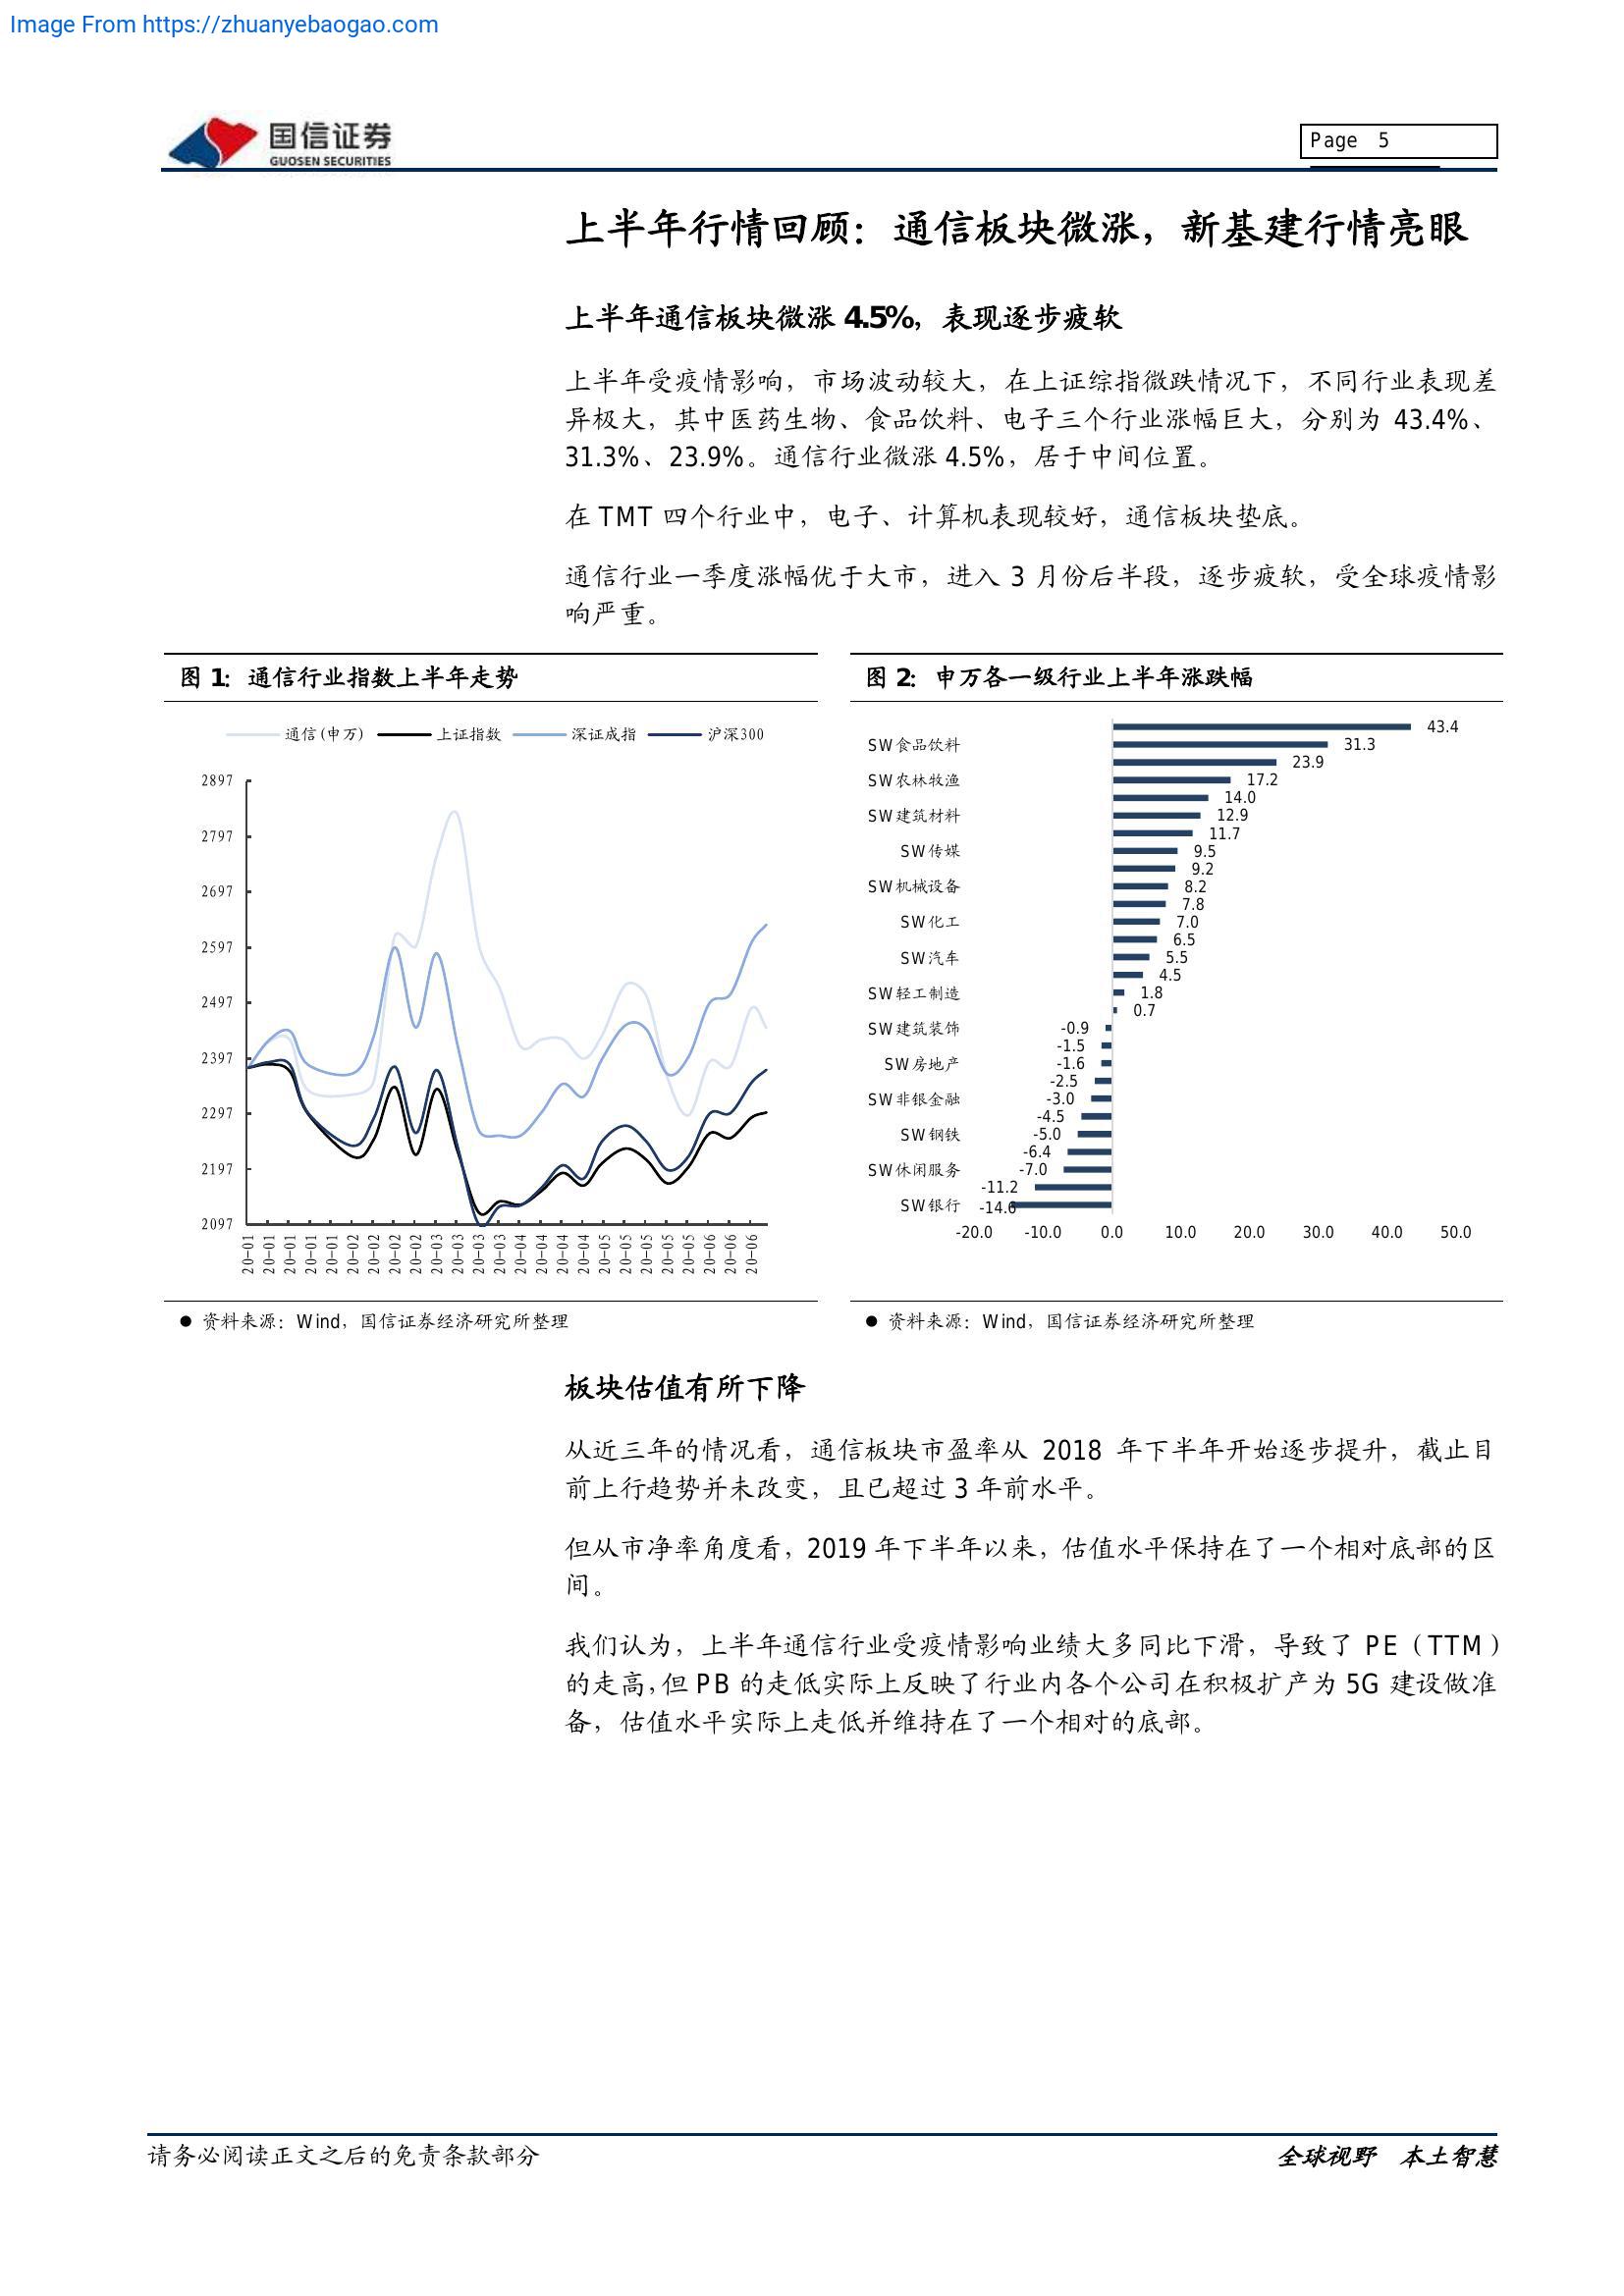 Image From https://zhuanyebaogao.com
国信证券
GUOSEN SECURITIES
Page 5
上半年行情回顾：通信板块微涨，新基建行情亮眼
上半年通信板块微涨 4.5%，表现逐步疲软
上半年受疫情影响，市场波动较大，在上证综指微跌情况下，不同行业表现差
异极大，其中医药生物、食品饮料、电子三个行业涨幅巨大，分别为 43.4%、
31.3%、23.9%。通信行业微涨 4.5%，居于中间位置。
在 TMT 四个行业中，电子、计算机表现较好，通信板块垫底。
通信行业一季度涨幅优于大市，进入 3 月份后半段，逐步疲软，受全球疫情影
响严重。
图 1：通信行业指数上半年走势
通信(申万) 上证指数 深证成指 沪深300
2897
2797
2697
2597
2497
2397
2297
2197
2097
20-01 20-01 20-01 20-01 20-01 20-02 20-02 20-02 20-02 20-03 20-03 20-03 20-03 20-04 20-04 20-04 20-04 20-05 20-05 20-05 20-05 20-05 20-06 20-06 20-06
资料来源：Wind，国信证券经济研究所整理
图 2：申万各一级行业上半年涨跌幅
43.4
SW食品饮料 31.3
23.9
SW农林牧渔 17.2
14.0
SW建筑材料 12.9
11.7
SW传媒 9.5
9.2
SW机械设备 8.2
7.8
SW化工 7.0
6.5
SW汽车 5.5
4.5
SW轻工制造 1.8
0.7
SW建筑装饰 -0.9
-1.5
SW房地产 -1.6
-2.5
SW非银金融 -3.0
-4.5
SW钢铁 -5.0
-6.4
SW休闲服务 -7.0
-11.2
SW银行 -14.6
-20.0 -10.0 0.0 10.0 20.0 30.0 40.0 50.0
资料来源：Wind，国信证券经济研究所整理
板块估值有所下降
从近三年的情况看，通信板块市盈率从 2018 年下半年开始逐步提升，截止目
前上行趋势并未改变，且已超过 3 年前水平。
但从市净率角度看，2019 年下半年以来，估值水平保持在了一个相对底部的区
间。
我们认为，上半年通信行业受疫情影响业绩大多同比下滑，导致了 PE（TTM）
的走高，但 PB 的走低实际上反映了行业内各个公司在积极扩产为 5G 建设做准
备，估值水平实际上走低并维持在了一个相对的底部。
请务必阅读正文之后的免责条款部分
全球视野 本土智慧